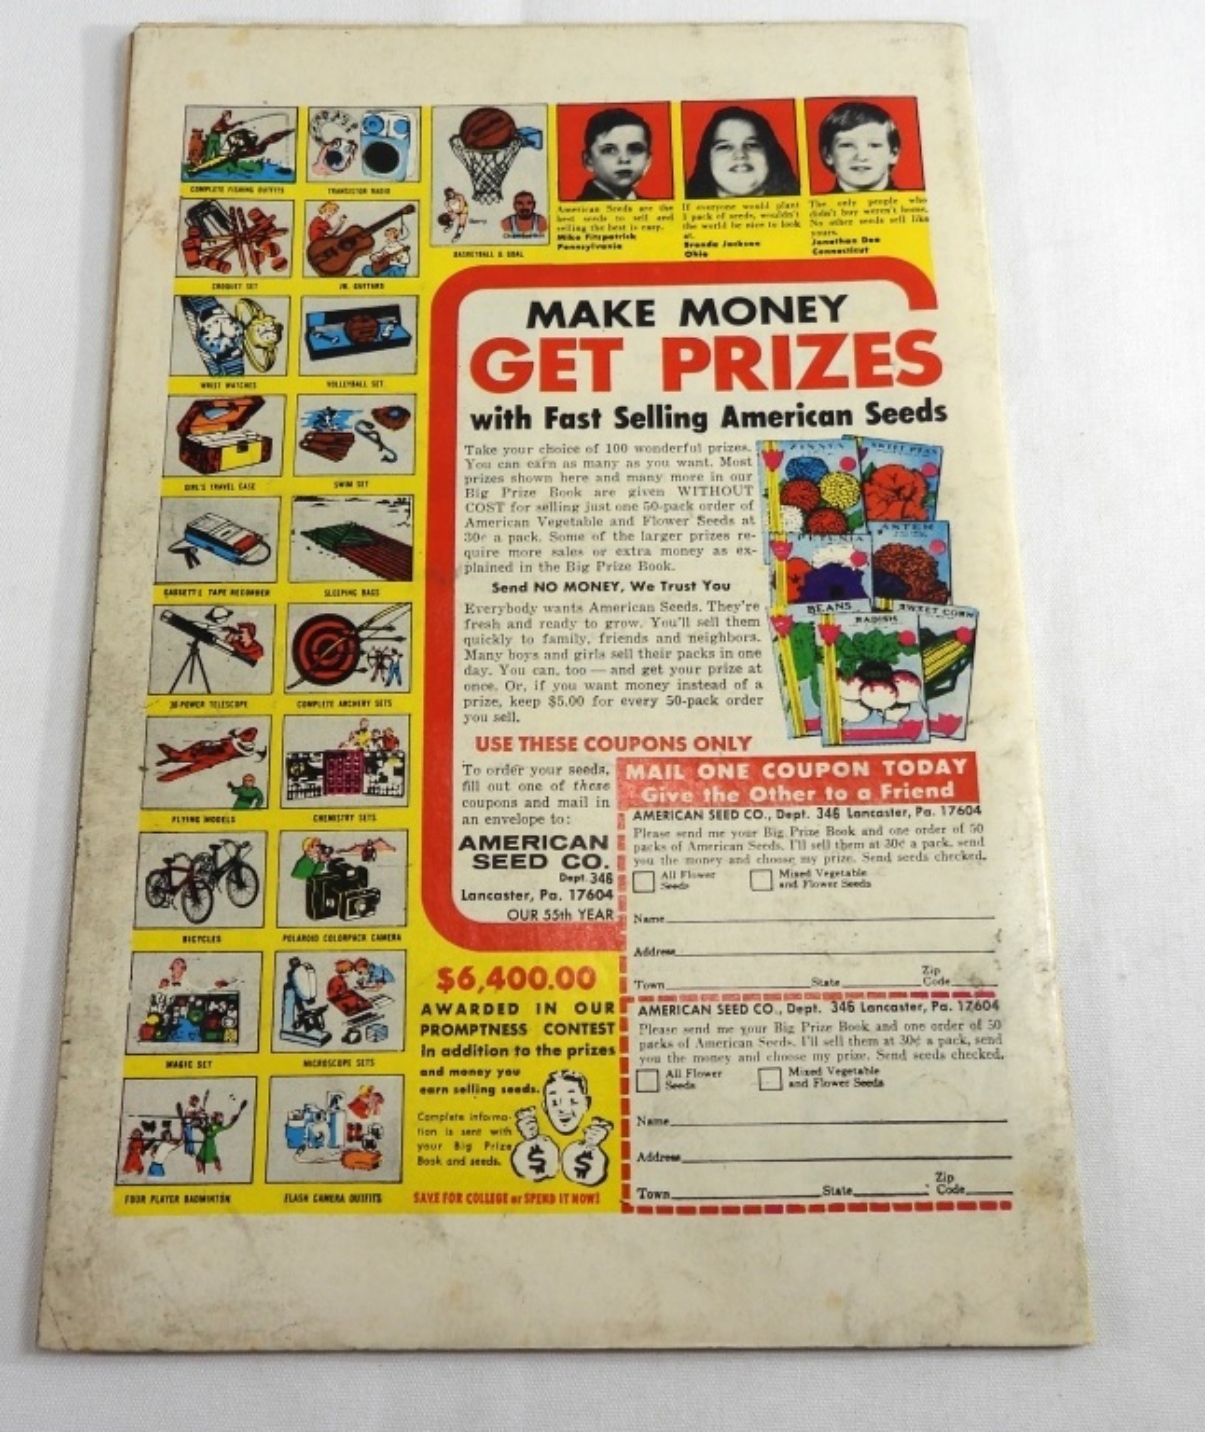 COMPLETE FISHING OUTFITS
TRANSISTOR RADIO
CROQUET SET
JR. GUITARS
WRIST WATCHES
VOLLEYBALL SET
GIRL'S TRAVEL CASE
SWIM SET
CASSETTE TAPE RECORDER
SLEEPING BAGS
30-POWER TELESCOPE
COMPLETE ARCHERY SETS
FLYING MODELS
CHEMISTRY SETS
BICYCLES
POLAROID COLORPACK CAMERA
MAGIC SET
MICROSCOPE SETS
FOUR PLAYER BADMINTON
FLASH CAMERA OUTFITS
BASKETBALL & GOAL
American Seeds are the
best seeds to sell and
selling the best is easy.
Mike Fitzpatrick
Pennsylvania
If everyone would plant
1 pack of seeds, wouldn't
the world be nice to look
at.
Brenda Jackson
Ohio
The only people who
didn't buy weren't home.
No other seeds sell like
yours.
Jonathan Dee
Connecticut
MAKE MONEY
GET PRIZES
with Fast Selling American Seeds
Take your choice of 100 wonderful prizes.
You can earn as many as you want. Most
prizes shown here and many more in our
Big Prize Book are given WITHOUT
COST for selling just one 50-pack order of
American Vegetable and Flower Seeds at
30¢ a pack. Some of the larger prizes re-
quire more sales or extra money as ex-
plained in the Big Prize Book.
Send NO MONEY, We Trust You
Everybody wants American Seeds. They're
fresh and ready to grow. You'll sell them
quickly to family, friends and neighbors.
Many boys and girls sell their packs in one
day. You can, too — and get your prize at
once. Or, if you want money instead of a
prize, keep $5.00 for every 50-pack order
you sell.
ZINNIA
SWEET PEAS
PETUNIA
ASTER
BEANS
RADISH
SWEET CORN
USE THESE COUPONS ONLY
To order your seeds,
fill out one of these
coupons and mail in
an envelope to:
AMERICAN
SEED CO.
Dept. 346
Lancaster, Pa. 17604
OUR 55th YEAR
MAIL ONE COUPON TODAY
Give the Other to a Friend
AMERICAN SEED CO., Dept. 346 Lancaster, Pa. 17604
Please send me your Big Prize Book and one order of 50
packs of American Seeds. I'll sell them at 30¢ a pack, send
you the money and choose my prize. Send seeds checked.
All Flower
Seeds
Mixed Vegetable
and Flower Seeds
Name
Address
Town State Zip Code
AMERICAN SEED CO., Dept. 346 Lancaster, Pa. 17604
Please send me your Big Prize Book and one order of 50
packs of American Seeds. I'll sell them at 30¢ a pack, send
you the money and choose my prize. Send seeds checked.
All Flower
Seeds
Mixed Vegetable
and Flower Seeds
Name
Address
Town State Zip Code
$6,400.00
AWARDED IN OUR
PROMPTNESS CONTEST
In addition to the prizes
and money you
earn selling seeds.
Complete informa-
tion is sent with
your Big Prize
Book and seeds.
$ $
SAVE FOR COLLEGE or SPEND IT NOW!